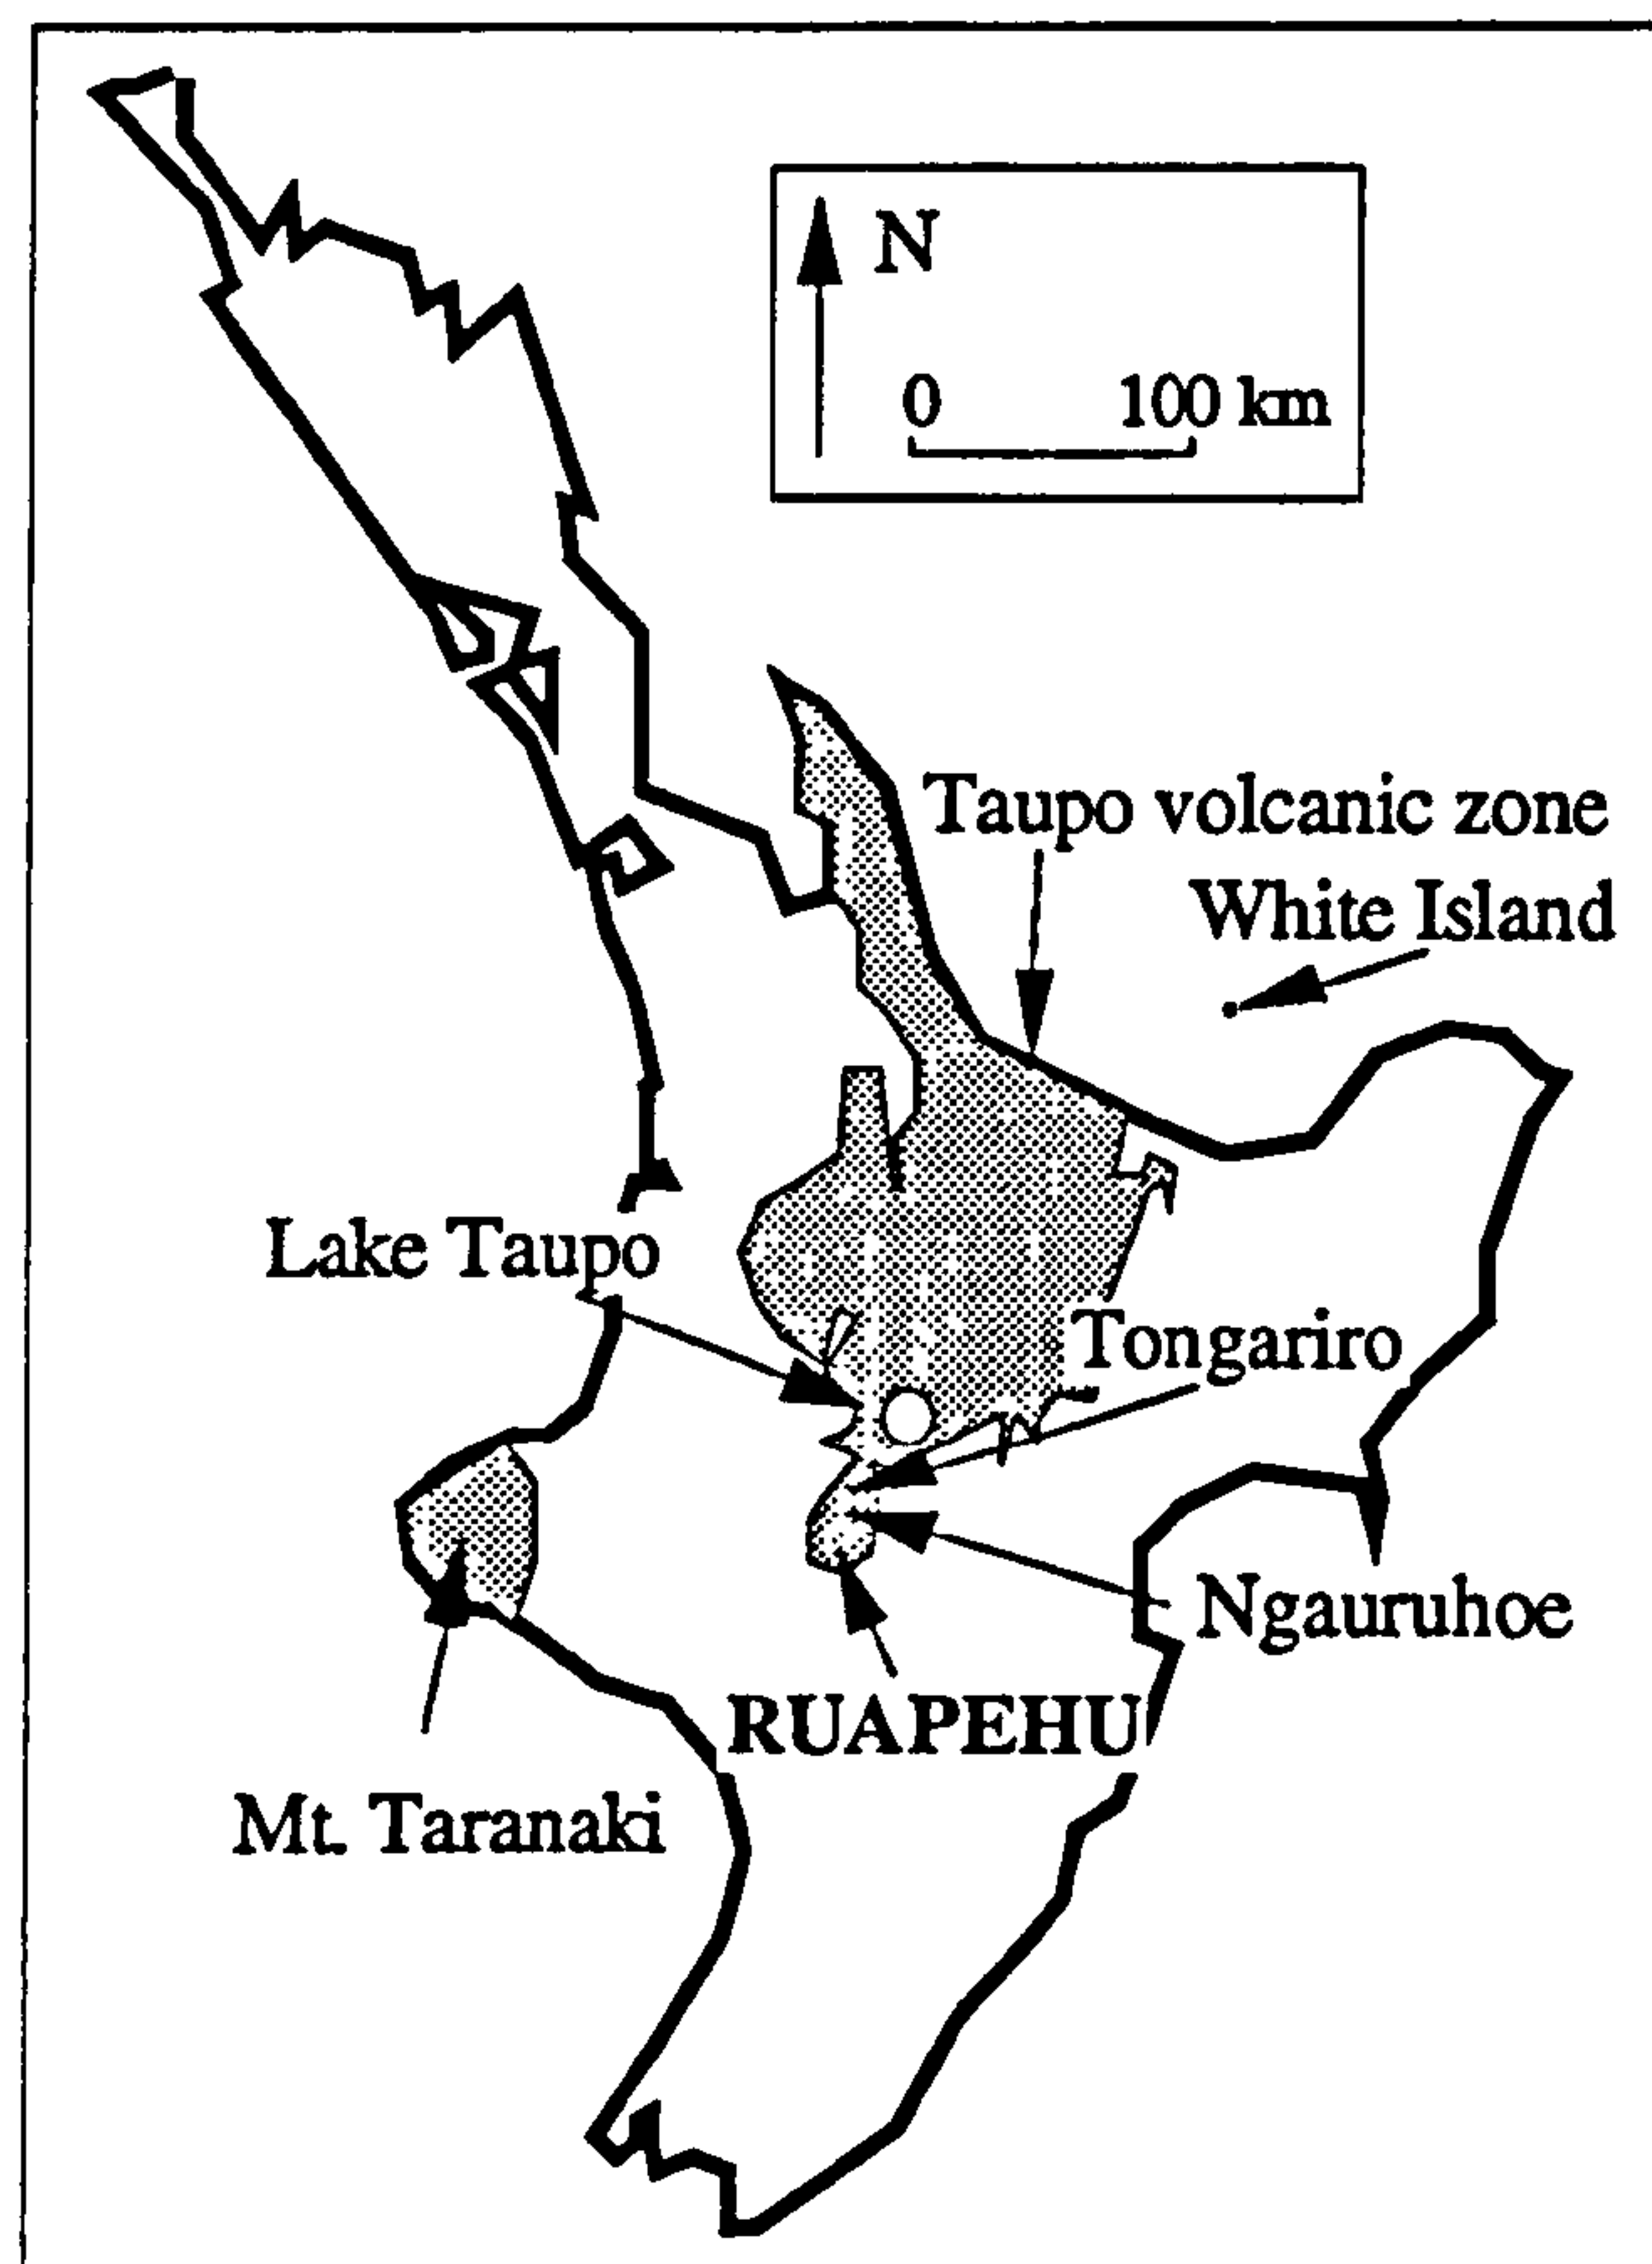 N
0 100 km
Taupo volcanic zone
White Island
Lake Taupo
Tongariro
Ngauruhoe
RUAPEHU
Mt. Taranaki